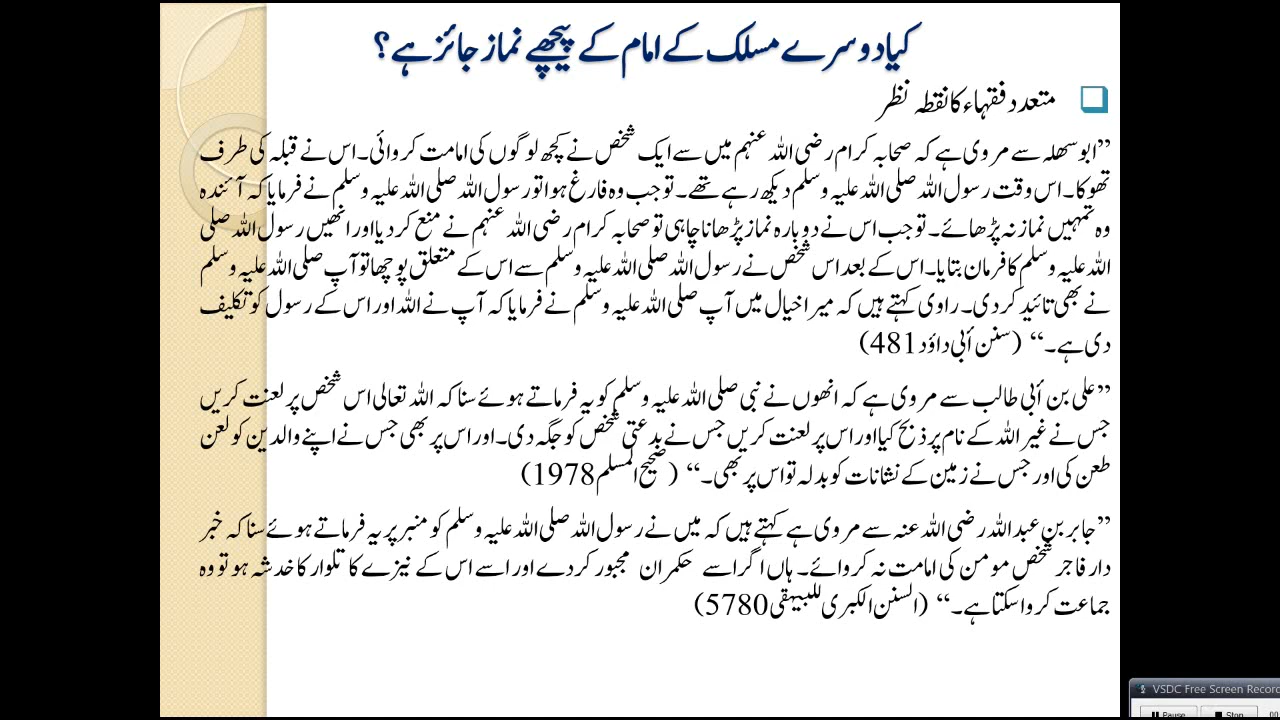 کیا دوسرے مسلک کے امام کے پیچھے نماز جائز ہے؟
متعدد فقہاء کا نقطہ نظر
”ابوسھلہ سے مروی ہے کہ صحابہ کرام رضی اللہ عنہم میں سے ایک شخص نے کچھ لوگوں کی امامت کروائی۔ اس نے قبلہ کی طرف
تھوکا۔ اس وقت رسول اللہ صلی اللہ علیہ وسلم دیکھ رہے تھے۔ تو جب وہ فارغ ہوا تو رسول اللہ صلی اللہ علیہ وسلم نے فرمایا کہ آئندہ
وہ تمہیں نماز نہ پڑھائے۔ تو جب اس نے دوبارہ نماز پڑھانا چاہی تو صحابہ کرام رضی اللہ عنہم نے منع کر دیا اور انھیں رسول اللہ صلی
اللہ علیہ وسلم کا فرمان بتایا۔ اس کے بعد اس شخص نے رسول اللہ صلی اللہ علیہ وسلم سے اس کے متعلق پوچھا تو آپ صلی اللہ علیہ وسلم
نے بھی تائید کر دی۔ راوی کہتے ہیں کہ میرا خیال میں آپ صلی اللہ علیہ وسلم نے فرمایا کہ آپ نے اللہ اور اس کے رسول کو تکلیف
دی ہے۔“ (سنن أبی داؤد 481)
”علی بن أبی طالب سے مروی ہے کہ انھوں نے نبی صلی اللہ علیہ وسلم کو یہ فرماتے ہوئے سنا کہ اللہ تعالی اس شخص پر لعنت کریں
جس نے غیر اللہ کے نام پر ذبح کیا اور اس پر لعنت کریں جس نے بدعتی شخص کو جگہ دی۔ اور اس پر بھی جس نے اپنے والدین کو لعن
طعن کی اور جس نے زمین کے نشانات کو بدلہ تو اس پر بھی۔“ (صحیح المسلم 1978)
”جابر بن عبد اللہ رضی اللہ عنہ سے مروی ہے کہتے ہیں کہ میں نے رسول اللہ صلی اللہ علیہ وسلم کو منبر پر یہ فرماتے ہوئے سنا کہ خبر
دار فاجر شخص مومن کی امامت نہ کروائے۔ ہاں اگر اسے حکمران مجبور کر دے اور اسے اس کے نیزے کا تلوار کا خدشہ ہو تو وہ
جماعت کروا سکتا ہے۔“ (السنن الکبری للبیہقی 5780)
VSDC Free Screen Record
Pause Stop 00